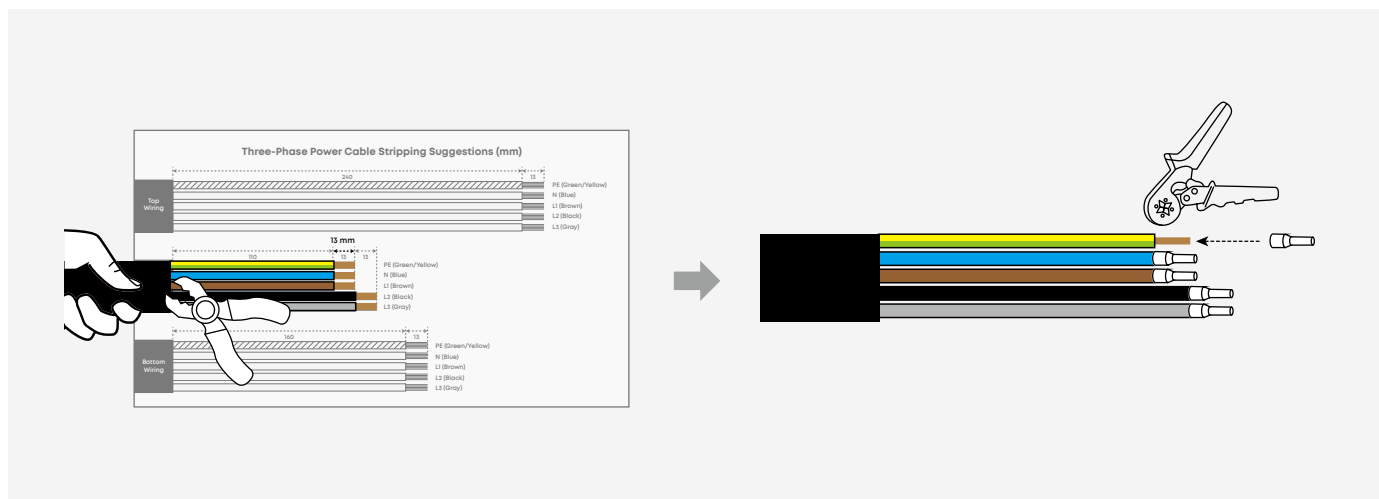 Three-Phase Power Cable Stripping Suggestions (mm)
240
13
Top
Wiring
PE (Green/Yellow)
N (Blue)
L1 (Brown)
L2 (Black)
L3 (Gray)
13 mm
110
13
13
PE (Green/Yellow)
N (Blue)
L1 (Brown)
L2 (Black)
L3 (Gray)
160
13
Bottom
Wiring
PE (Green/Yellow)
N (Blue)
L1 (Brown)
L2 (Black)
L3 (Gray)